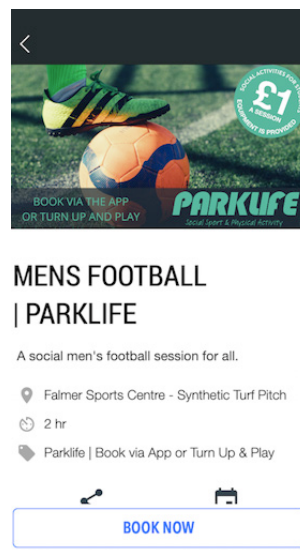 SOCIAL ACTIVITIES FOR
£1
A SESSION
EQUIPMENT IS PROVIDED
BOOK VIA THE APP
OR TURN UP AND PLAY
PARKLIFE
Social Sport & Physical Activity
MENS FOOTBALL
| PARKLIFE
A social men's football session for all.
Falmer Sports Centre - Synthetic Turf Pitch
2 hr
Parklife | Book via App or Turn Up & Play
BOOK NOW